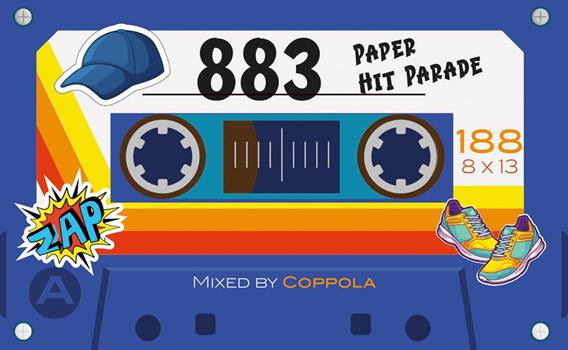 883
PAPER
HIT PARADE
188
8 x 13
ZAP
A
MIXED BY COPPOLA